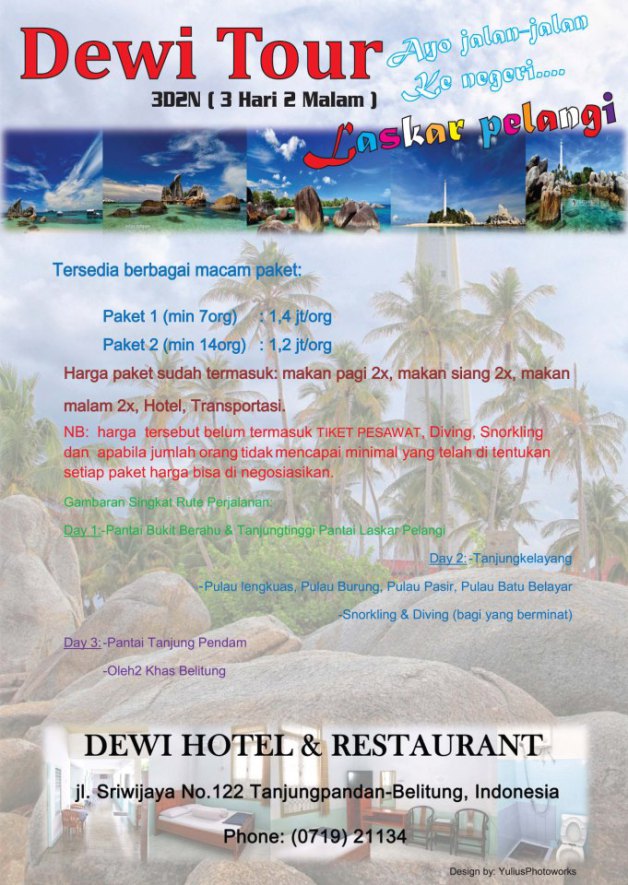 Dewi Tour
Ayo jalan-jalan
Ke negeri....
3D2N ( 3 Hari 2 Malam )
Laskar pelangi
Tersedia berbagai macam paket:
Paket 1 (min 7org) : 1,4 jt/org
Paket 2 (min 14org) : 1,2 jt/org
Harga paket sudah termasuk: makan pagi 2x, makan siang 2x, makan
malam 2x, Hotel, Transportasi.
NB: harga tersebut belum termasuk TIKET PESAWAT, Diving, Snorkling
dan apabila jumlah orang tidak mencapai minimal yang telah di tentukan
setiap paket harga bisa di negosiasikan.
Gambaran Singkat Rute Perjalanan:
Day 1:-Pantai Bukit Berahu & Tanjungtinggi Pantai Laskar Pelangi
Day 2:-Tanjungkelayang
-Pulau lengkuas, Pulau Burung, Pulau Pasir, Pulau Batu Belayar
-Snorkling & Diving (bagi yang berminat)
Day 3:-Pantai Tanjung Pendam
-Oleh2 Khas Belitung
DEWI HOTEL & RESTAURANT
jl. Sriwijaya No.122 Tanjungpandan-Belitung, Indonesia
Phone: (0719) 21134
Design by: YuliusPhotoworks